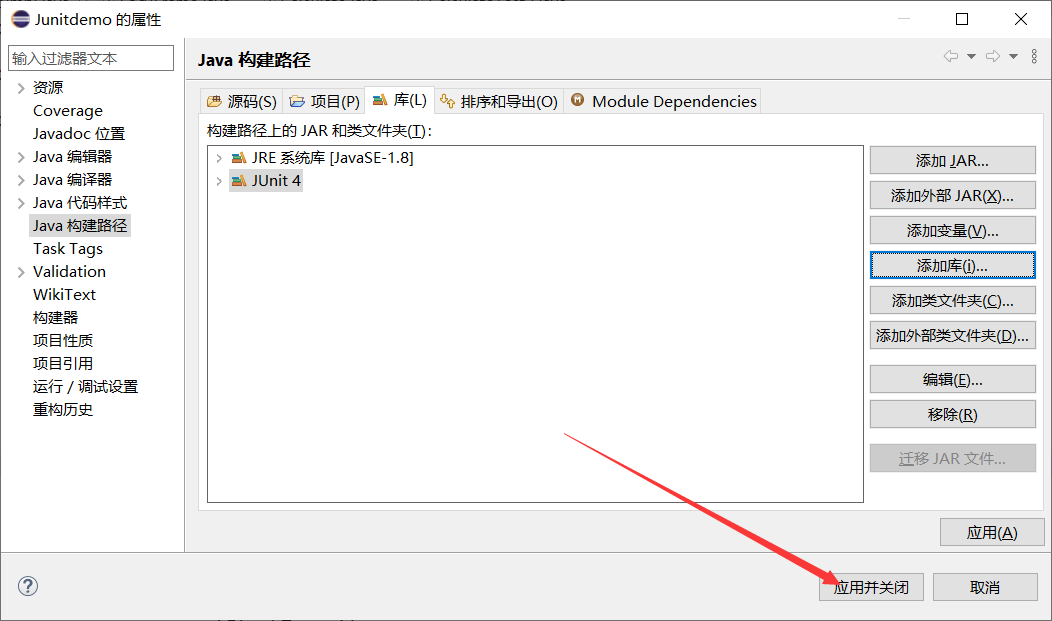 Junitdemo 的属性
输入过滤器文本
资源
Coverage
Javadoc 位置
Java 编辑器
Java 编译器
Java 代码样式
Java 构建路径
Task Tags
Validation
WikiText
构建器
项目性质
项目引用
运行 / 调试设置
重构历史
Java 构建路径
源码(S) 项目(P) 库(L) 排序和导出(O) Module Dependencies
构建路径上的 JAR 和类文件夹(T):
JRE 系统库 [JavaSE-1.8]
JUnit 4
添加 JAR...
添加外部 JAR(X)...
添加变量(V)...
添加库(i)...
添加类文件夹(C)...
添加外部类文件夹(D)...
编辑(E)...
移除(R)
迁移 JAR 文件...
应用(A)
应用并关闭 取消